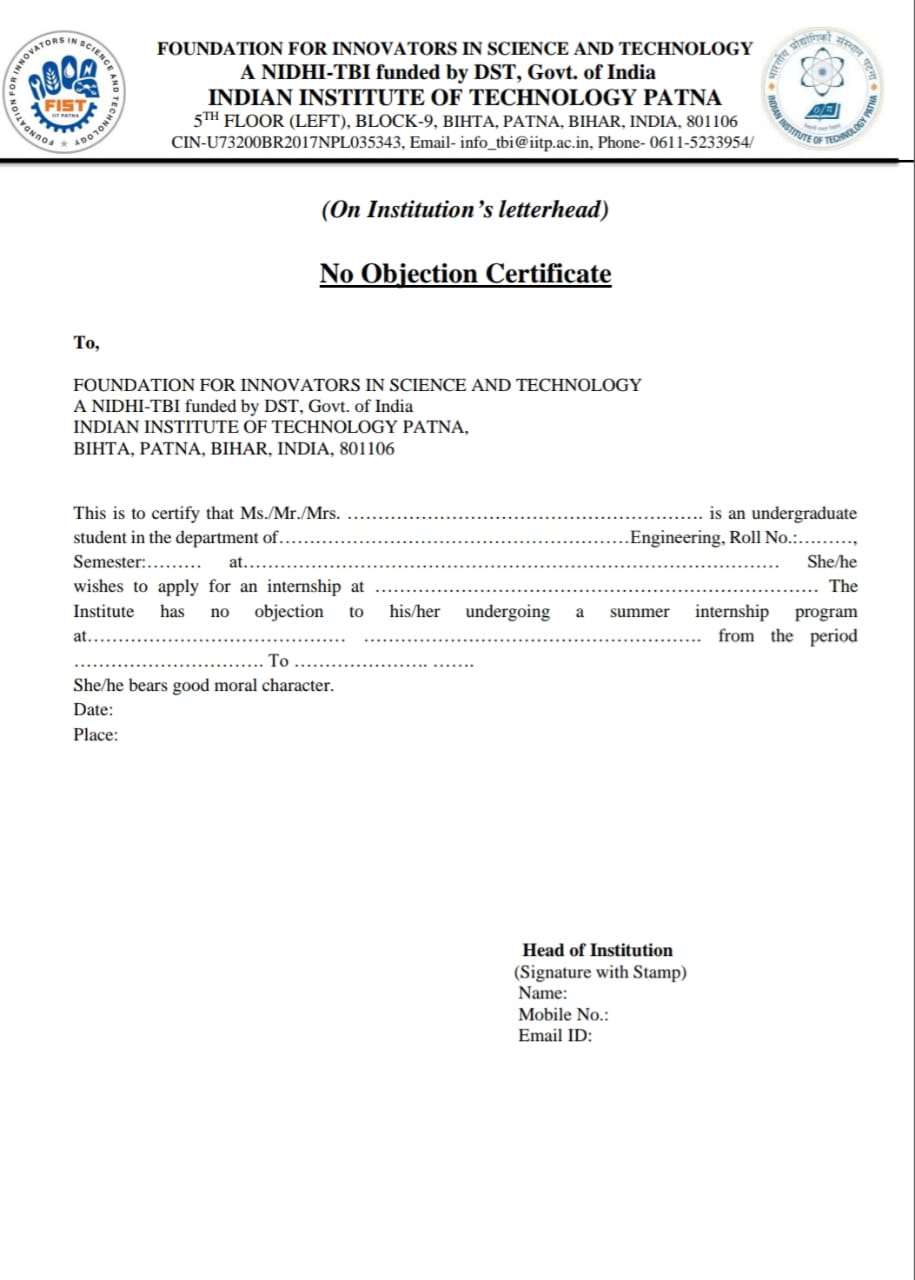 FOUNDATION FOR INNOVATORS IN SCIENCE AND TECHNOLOGY
FIST
IIT PATNA
FOUNDATION FOR INNOVATORS IN SCIENCE AND TECHNOLOGY
A NIDHI-TBI funded by DST, Govt. of India
INDIAN INSTITUTE OF TECHNOLOGY PATNA
5TH FLOOR (LEFT), BLOCK-9, BIHTA, PATNA, BIHAR, INDIA, 801106
CIN-U73200BR2017NPL035343, Email- info_tbi@iitp.ac.in, Phone- 0611-5233954/
भारतीय प्रौद्योगिकी संस्थान पटना
INDIAN INSTITUTE OF TECHNOLOGY PATNA
(On Institution’s letterhead)
No Objection Certificate
To,
FOUNDATION FOR INNOVATORS IN SCIENCE AND TECHNOLOGY
A NIDHI-TBI funded by DST, Govt. of India
INDIAN INSTITUTE OF TECHNOLOGY PATNA,
BIHTA, PATNA, BIHAR, INDIA, 801106
This is to certify that Ms./Mr./Mrs. ………………………………………………… is an undergraduate
student in the department of…………………………………………………Engineering, Roll No.:………,
Semester:……… at…………………………………………………………………………… She/he
wishes to apply for an internship at ……………………………………………………………… The
Institute has no objection to his/her undergoing a summer internship program
at…………………………………… ……………………………………………… from the period
…………………………. To …………………. …….
She/he bears good moral character.
Date:
Place:
Head of Institution
(Signature with Stamp)
Name:
Mobile No.:
Email ID: